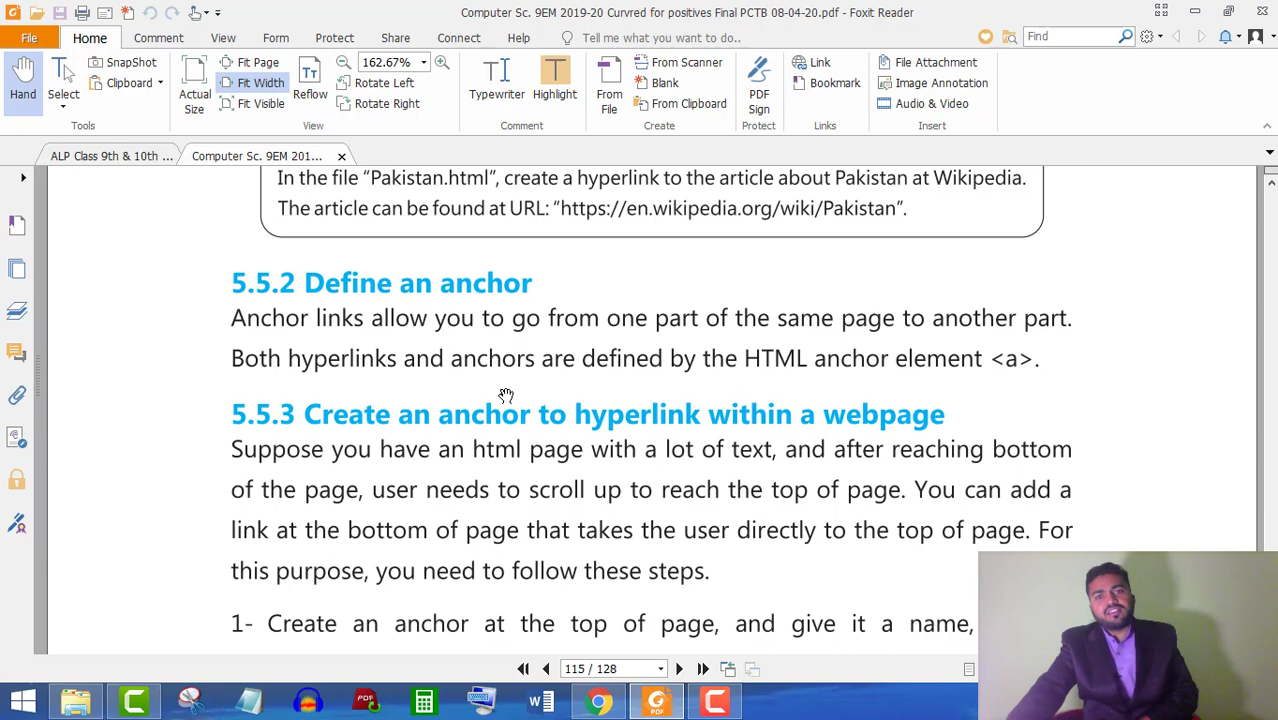 Computer Sc. 9EM 2019-20 Curvred for positiva Final PCTB 08-04-20.pdf - Foxit Reader
File Home Comment View Form Protect Share Connect Help Tell me what you want to do.. Find
Hand
Select
SnapShot
Clipboard
Tools
Actual Size
Fit Page
Fit Width
Fit Visible
Reflow
162.67%
Rotate Left
Rotate Right
View
Typewriter
Highlight
Comment
From File
From Scanner
Blank
From Clipboard
Create
PDF Sign
Protect
Link
Bookmark
Links
File Attachment
Image Annotation
Audio & Video
Insert
ALP Class 9th & 10th ... Computer Sc. 9EM 201...
In the file “Pakistan.html”, create a hyperlink to the article about Pakistan at Wikipedia.
The article can be found at URL: “https://en.wikipedia.org/wiki/Pakistan”.
5.5.2 Define an anchor
Anchor links allow you to go from one part of the same page to another part.
Both hyperlinks and anchors are defined by the HTML anchor element <a>.
5.5.3 Create an anchor to hyperlink within a webpage
Suppose you have an html page with a lot of text, and after reaching bottom
of the page, user needs to scroll up to reach the top of page. You can add a
link at the bottom of page that takes the user directly to the top of page. For
this purpose, you need to follow these steps.
1- Create an anchor at the top of page, and give it a name,
115 / 128